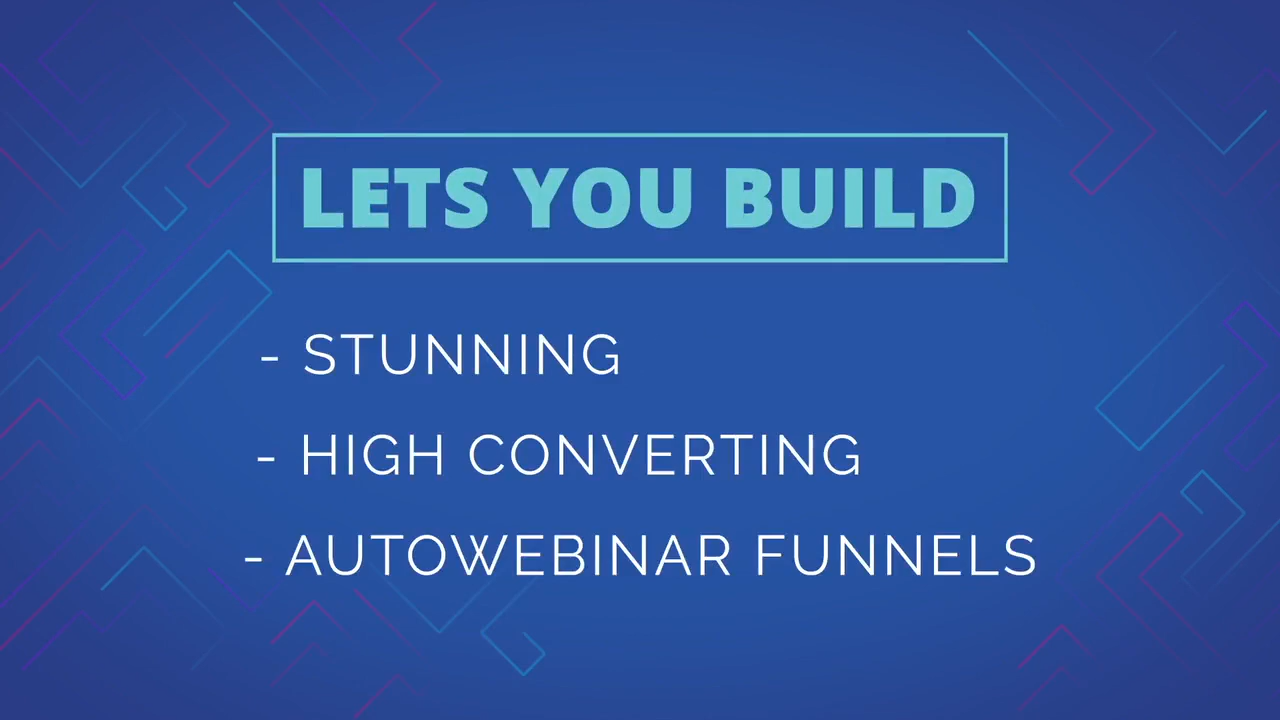 LETS YOU BUILD
- STUNNING
- HIGH CONVERTING
- AUTOWEBINAR FUNNELS